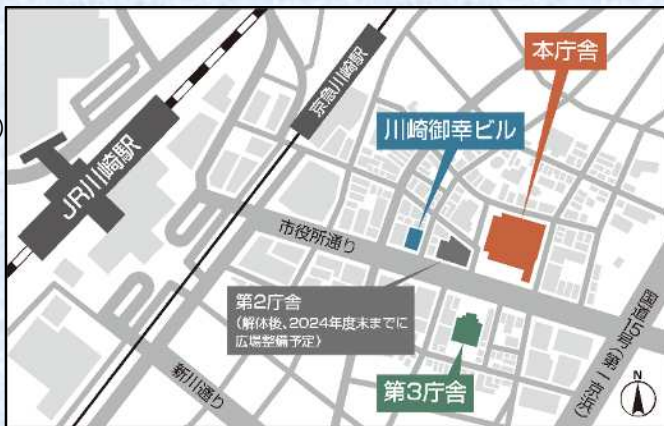 本庁舎
京急川崎駅
川崎御幸ビル
JR川崎駅
市役所通り
第2庁舎
(解体後、2024年度末までに
広場整備予定)
国道15号(第一京浜)
新川通り
第3庁舎
N
)